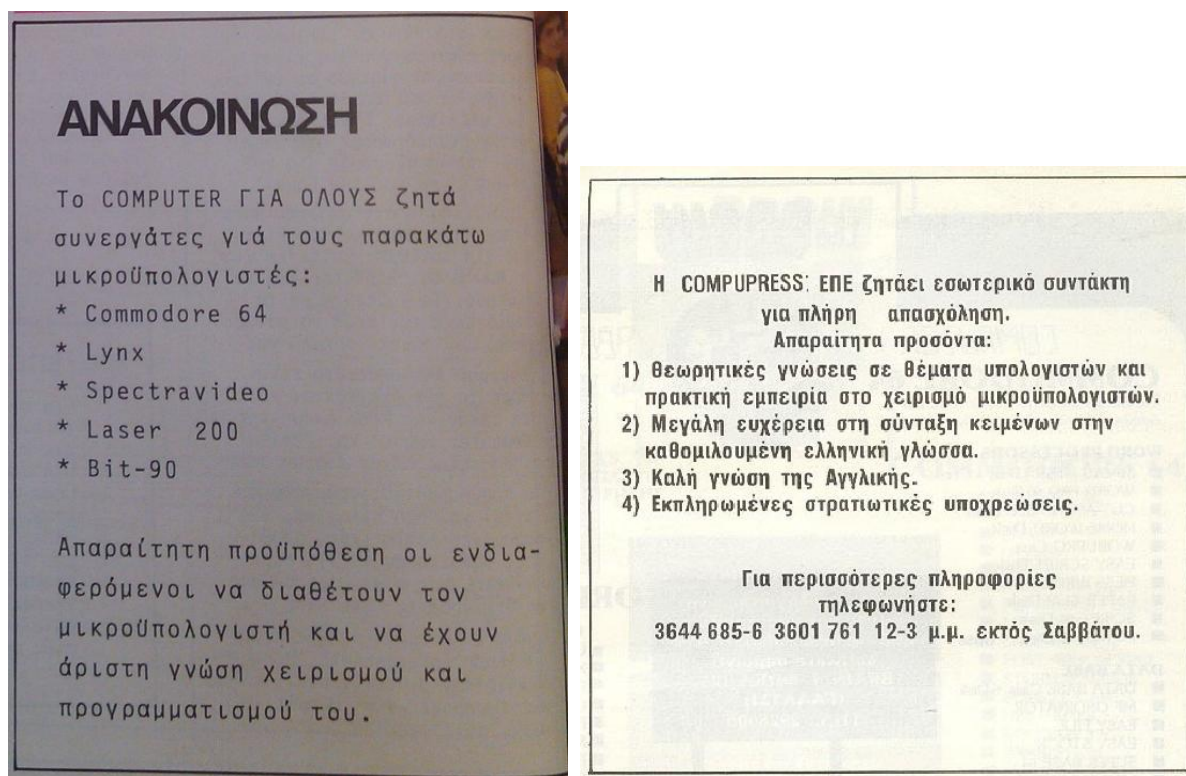 ΑΝΑΚΟΙΝΩΣΗ
Το COMPUTER ΓΙΑ ΟΛΟΥΣ ζητά
συνεργάτες γιά τους παρακάτω
μικροϋπολογιστές:
* Commodore 64
* Lynx
* Spectravideo
* Laser 200
* Bit-90
Απαραίτητη προϋπόθεση οι ενδια-
φερόμενοι να διαθέτουν τον
μικροϋπολογιστή και να έχουν
άριστη γνώση χειρισμού και
προγραμματισμού του.
Η COMPUPRESS: ΕΠΕ ζητάει εσωτερικό συντάκτη
για πλήρη απασχόληση.
Απαραίτητα προσόντα:
1) Θεωρητικές γνώσεις σε θέματα υπολογιστών και
πρακτική εμπειρία στο χειρισμό μικροϋπολογιστών.
2) Μεγάλη ευχέρεια στη σύνταξη κειμένων στην
καθομιλουμένη ελληνική γλώσσα.
3) Καλή γνώση της Αγγλικής.
4) Εκπληρωμένες στρατιωτικές υποχρεώσεις.
Για περισσότερες πληροφορίες
τηλεφωνήστε:
3644 685-6 3601 761 12-3 μ.μ. εκτός Σαββάτου.